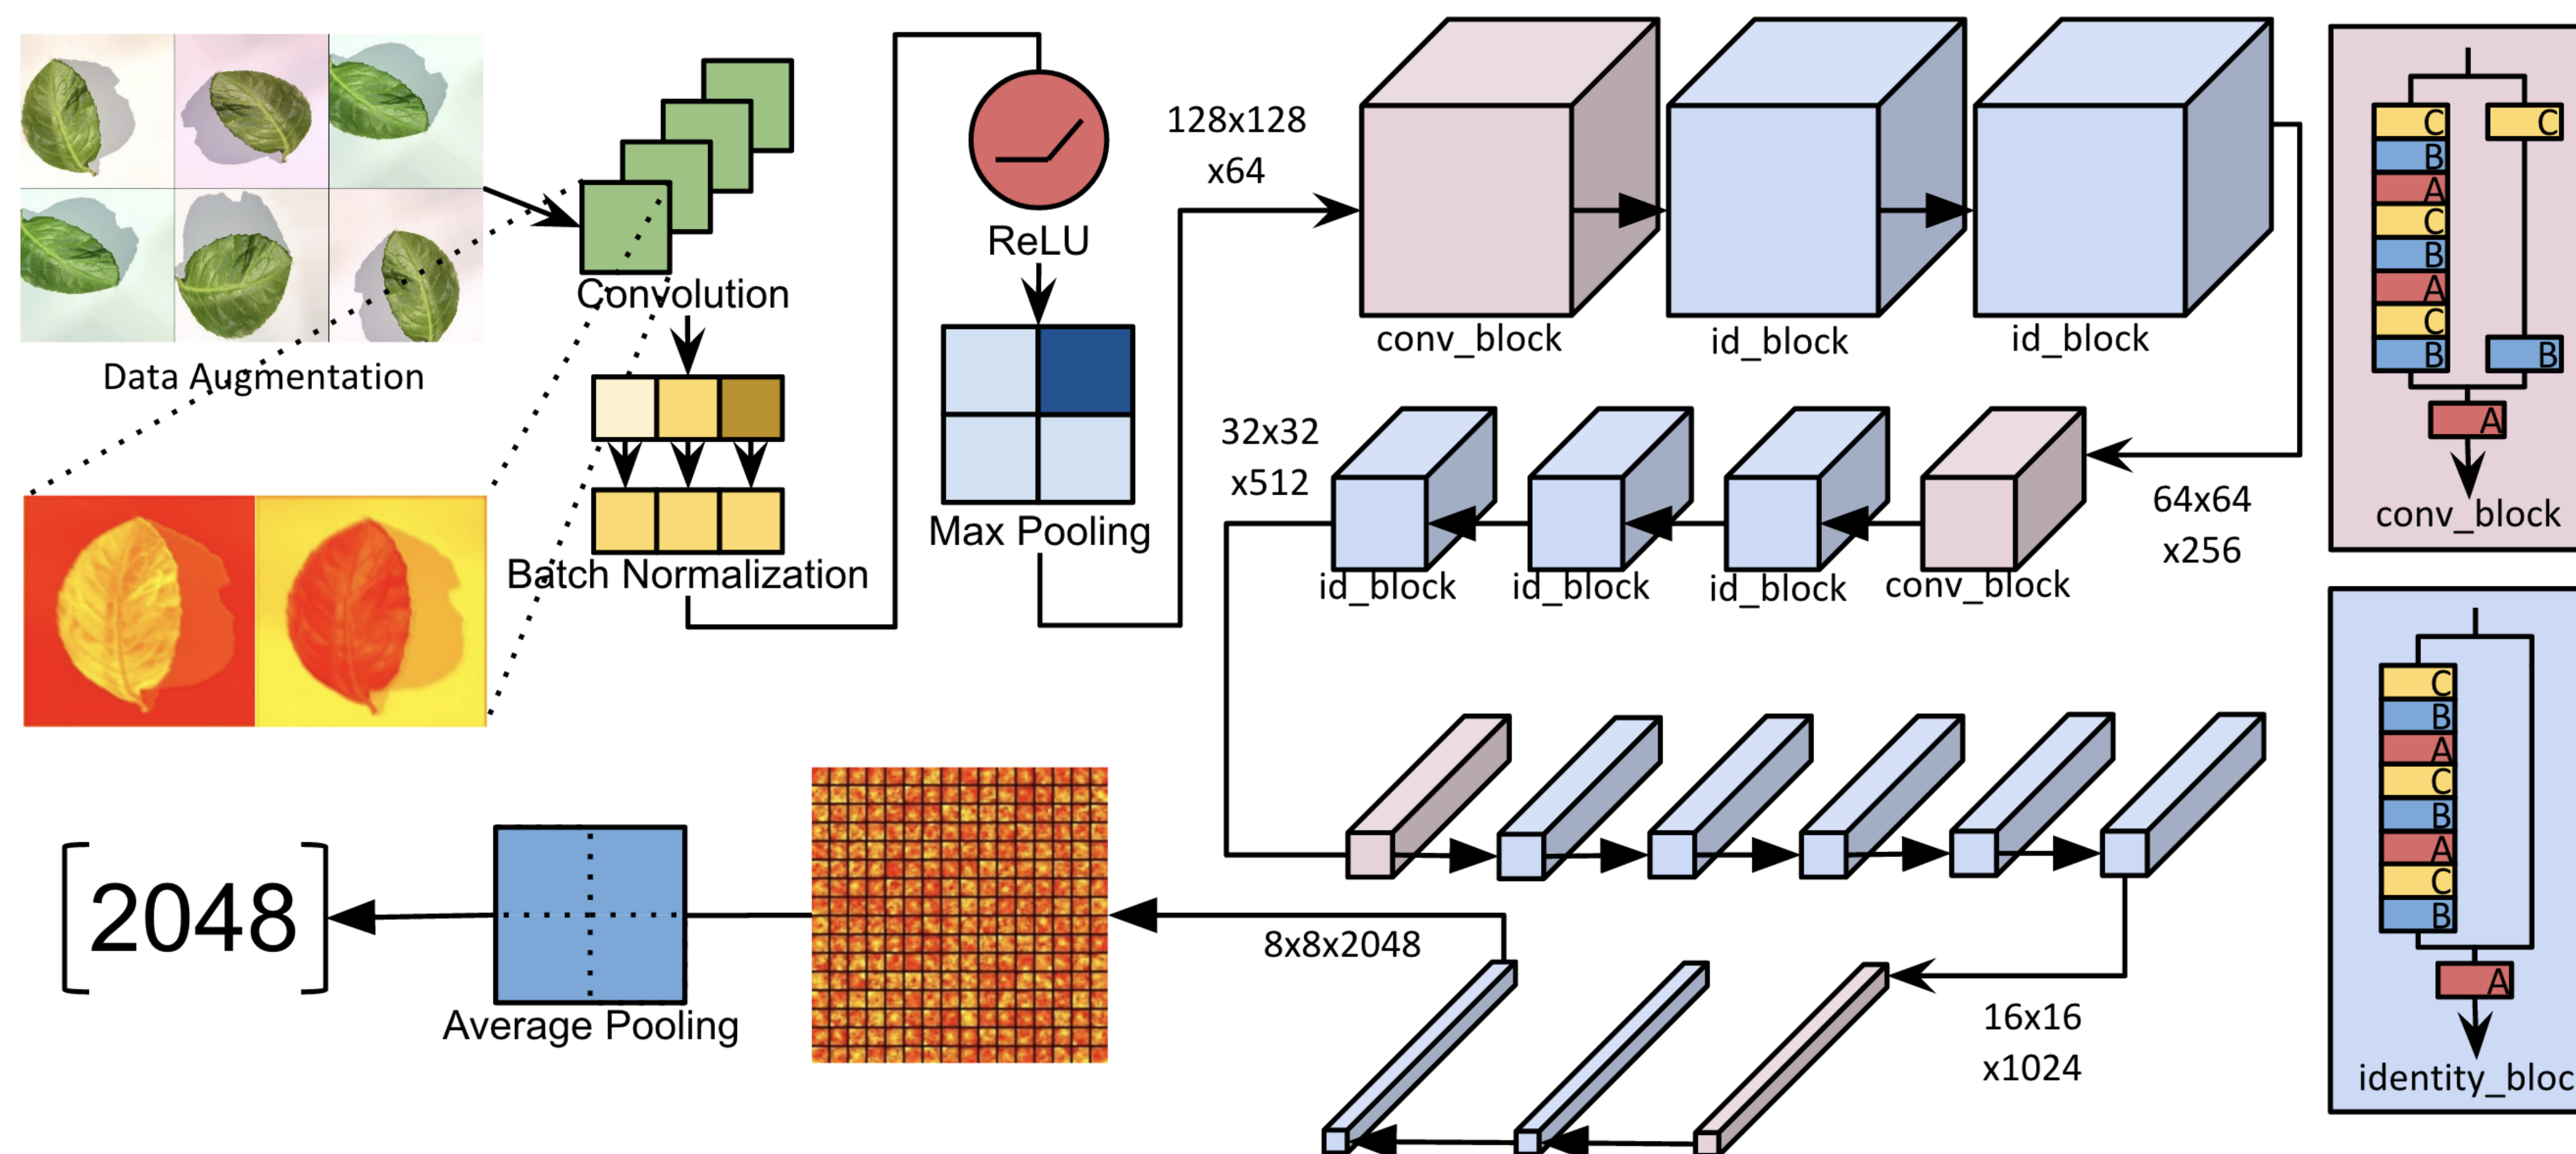 Data Augmentation
Convolution
Batch Normalization
ReLU
Max Pooling
128x128
x64
conv_block
id_block
id_block
64x64
x256
conv_block
id_block
id_block
id_block
32x32
x512
16x16
x1024
8x8x2048
Average Pooling
2048
C
B
A
C
B
A
C
B
C
B
A
conv_block
C
B
A
C
B
A
C
B
A
identity_bloc